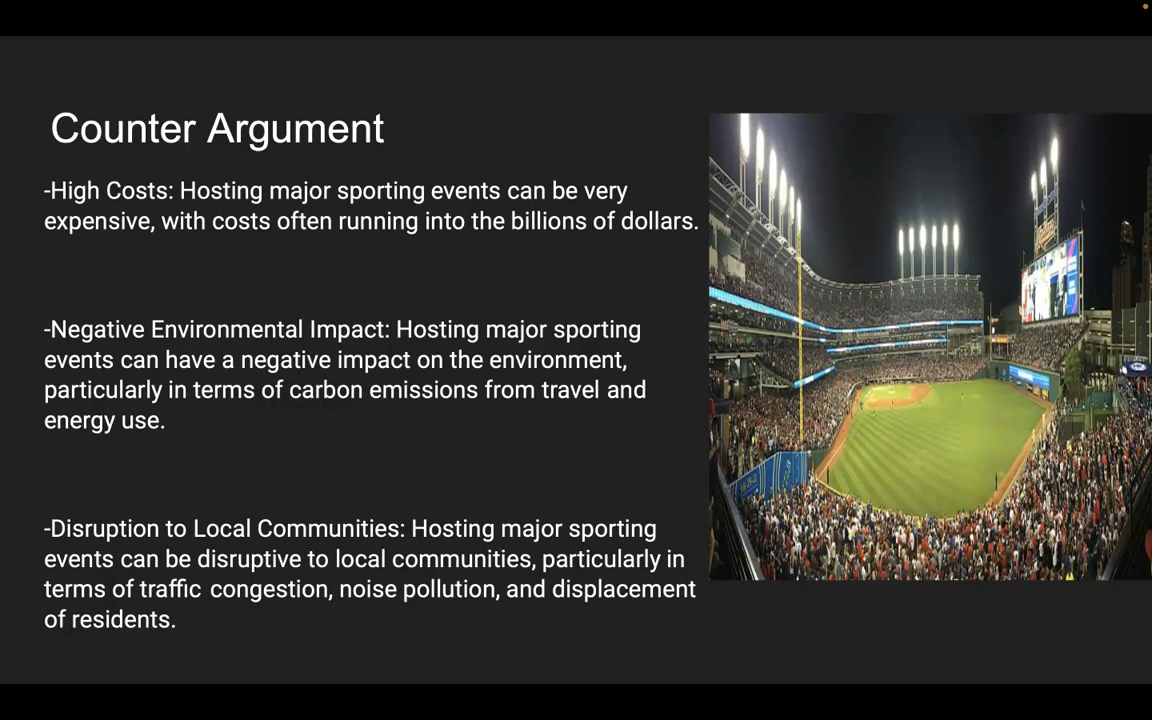 Counter Argument
-High Costs: Hosting major sporting events can be very
expensive, with costs often running into the billions of dollars.
-Negative Environmental Impact: Hosting major sporting
events can have a negative impact on the environment,
particularly in terms of carbon emissions from travel and
energy use.
-Disruption to Local Communities: Hosting major sporting
events can be disruptive to local communities, particularly in
terms of traffic congestion, noise pollution, and displacement
of residents.